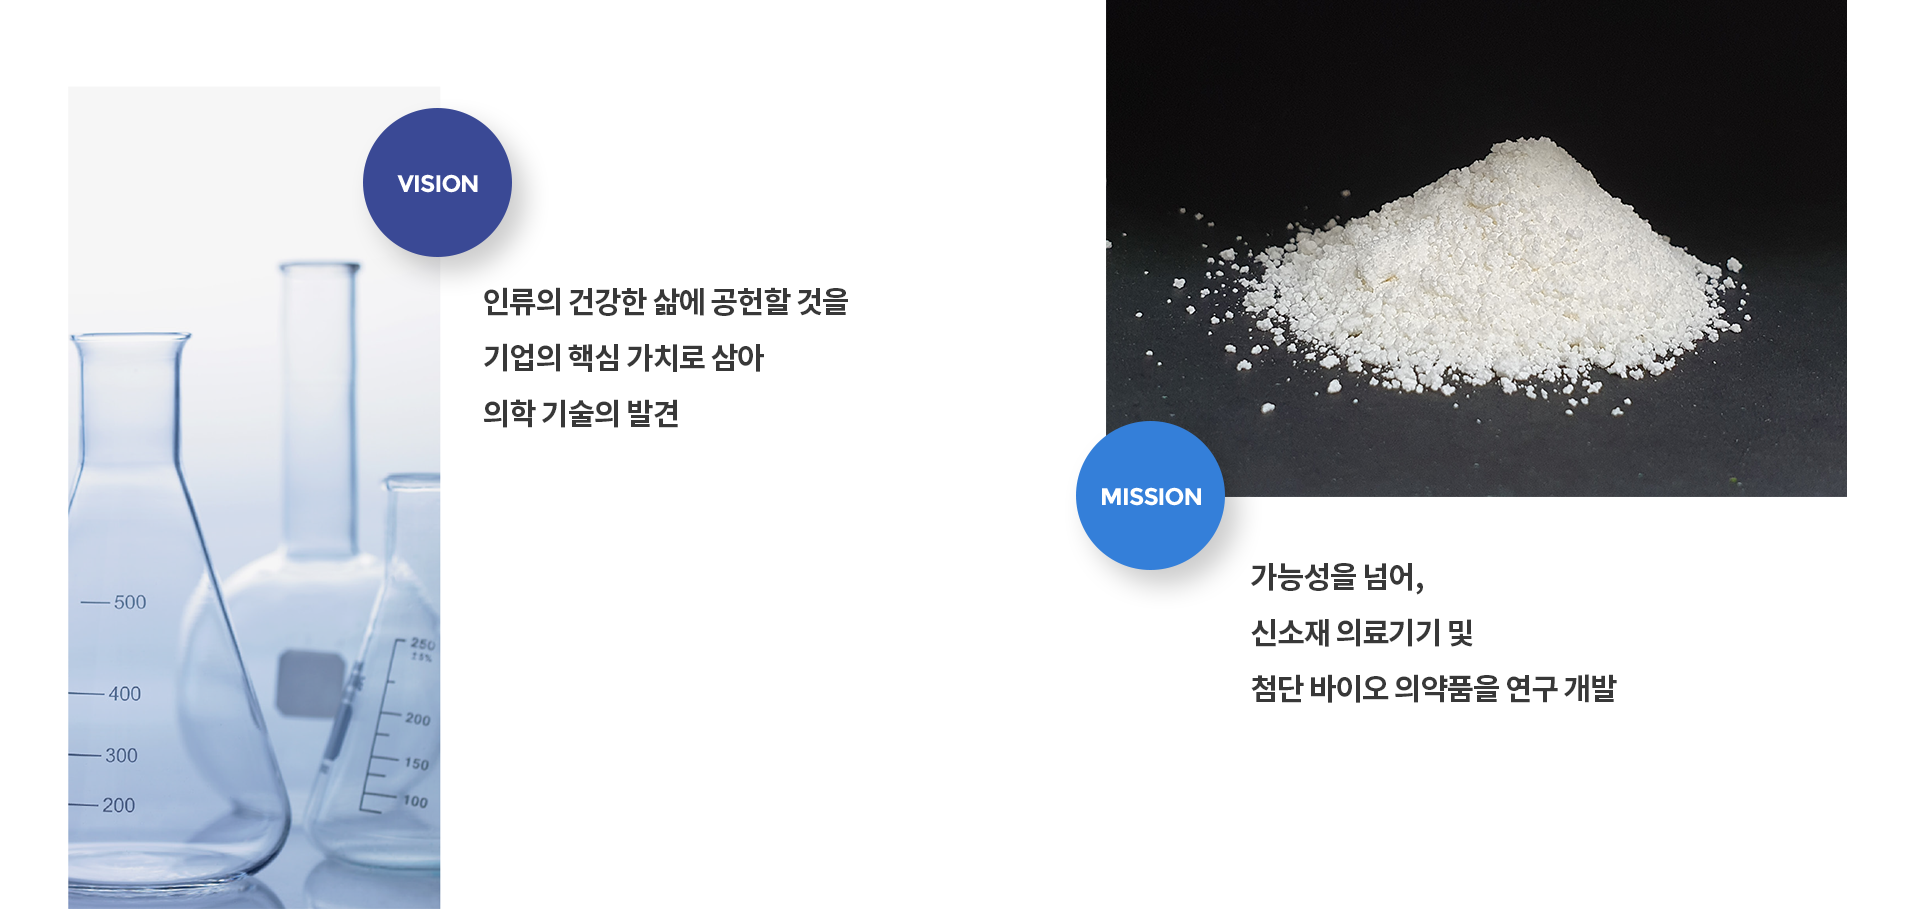 VISION
인류의 건강한 삶에 공헌할 것을
기업의 핵심 가치로 삼아
의학 기술의 발견
500
400
300
200
250
±5%
200
150
100
MISSION
가능성을 넘어,
신소재 의료기기 및
첨단 바이오 의약품을 연구 개발